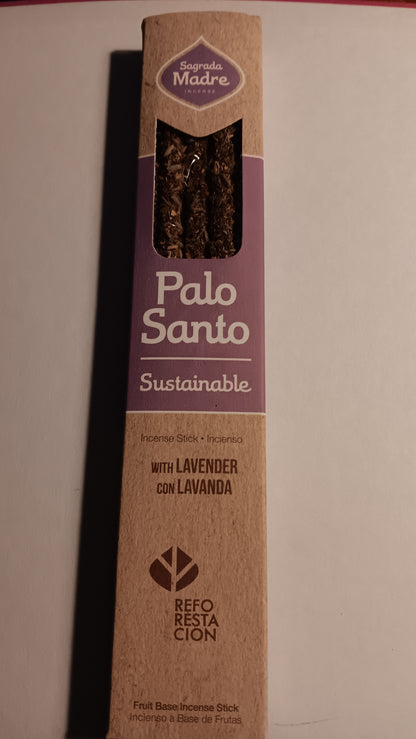 Sagrada
Madre
INCENSE
Palo
Santo
Sustainable
Incense Stick • Incienso
WITH LAVENDER
CON LAVANDA
REFO
RESTA
CION
Fruit Base Incense Stick
Incienso à Base de Frutas